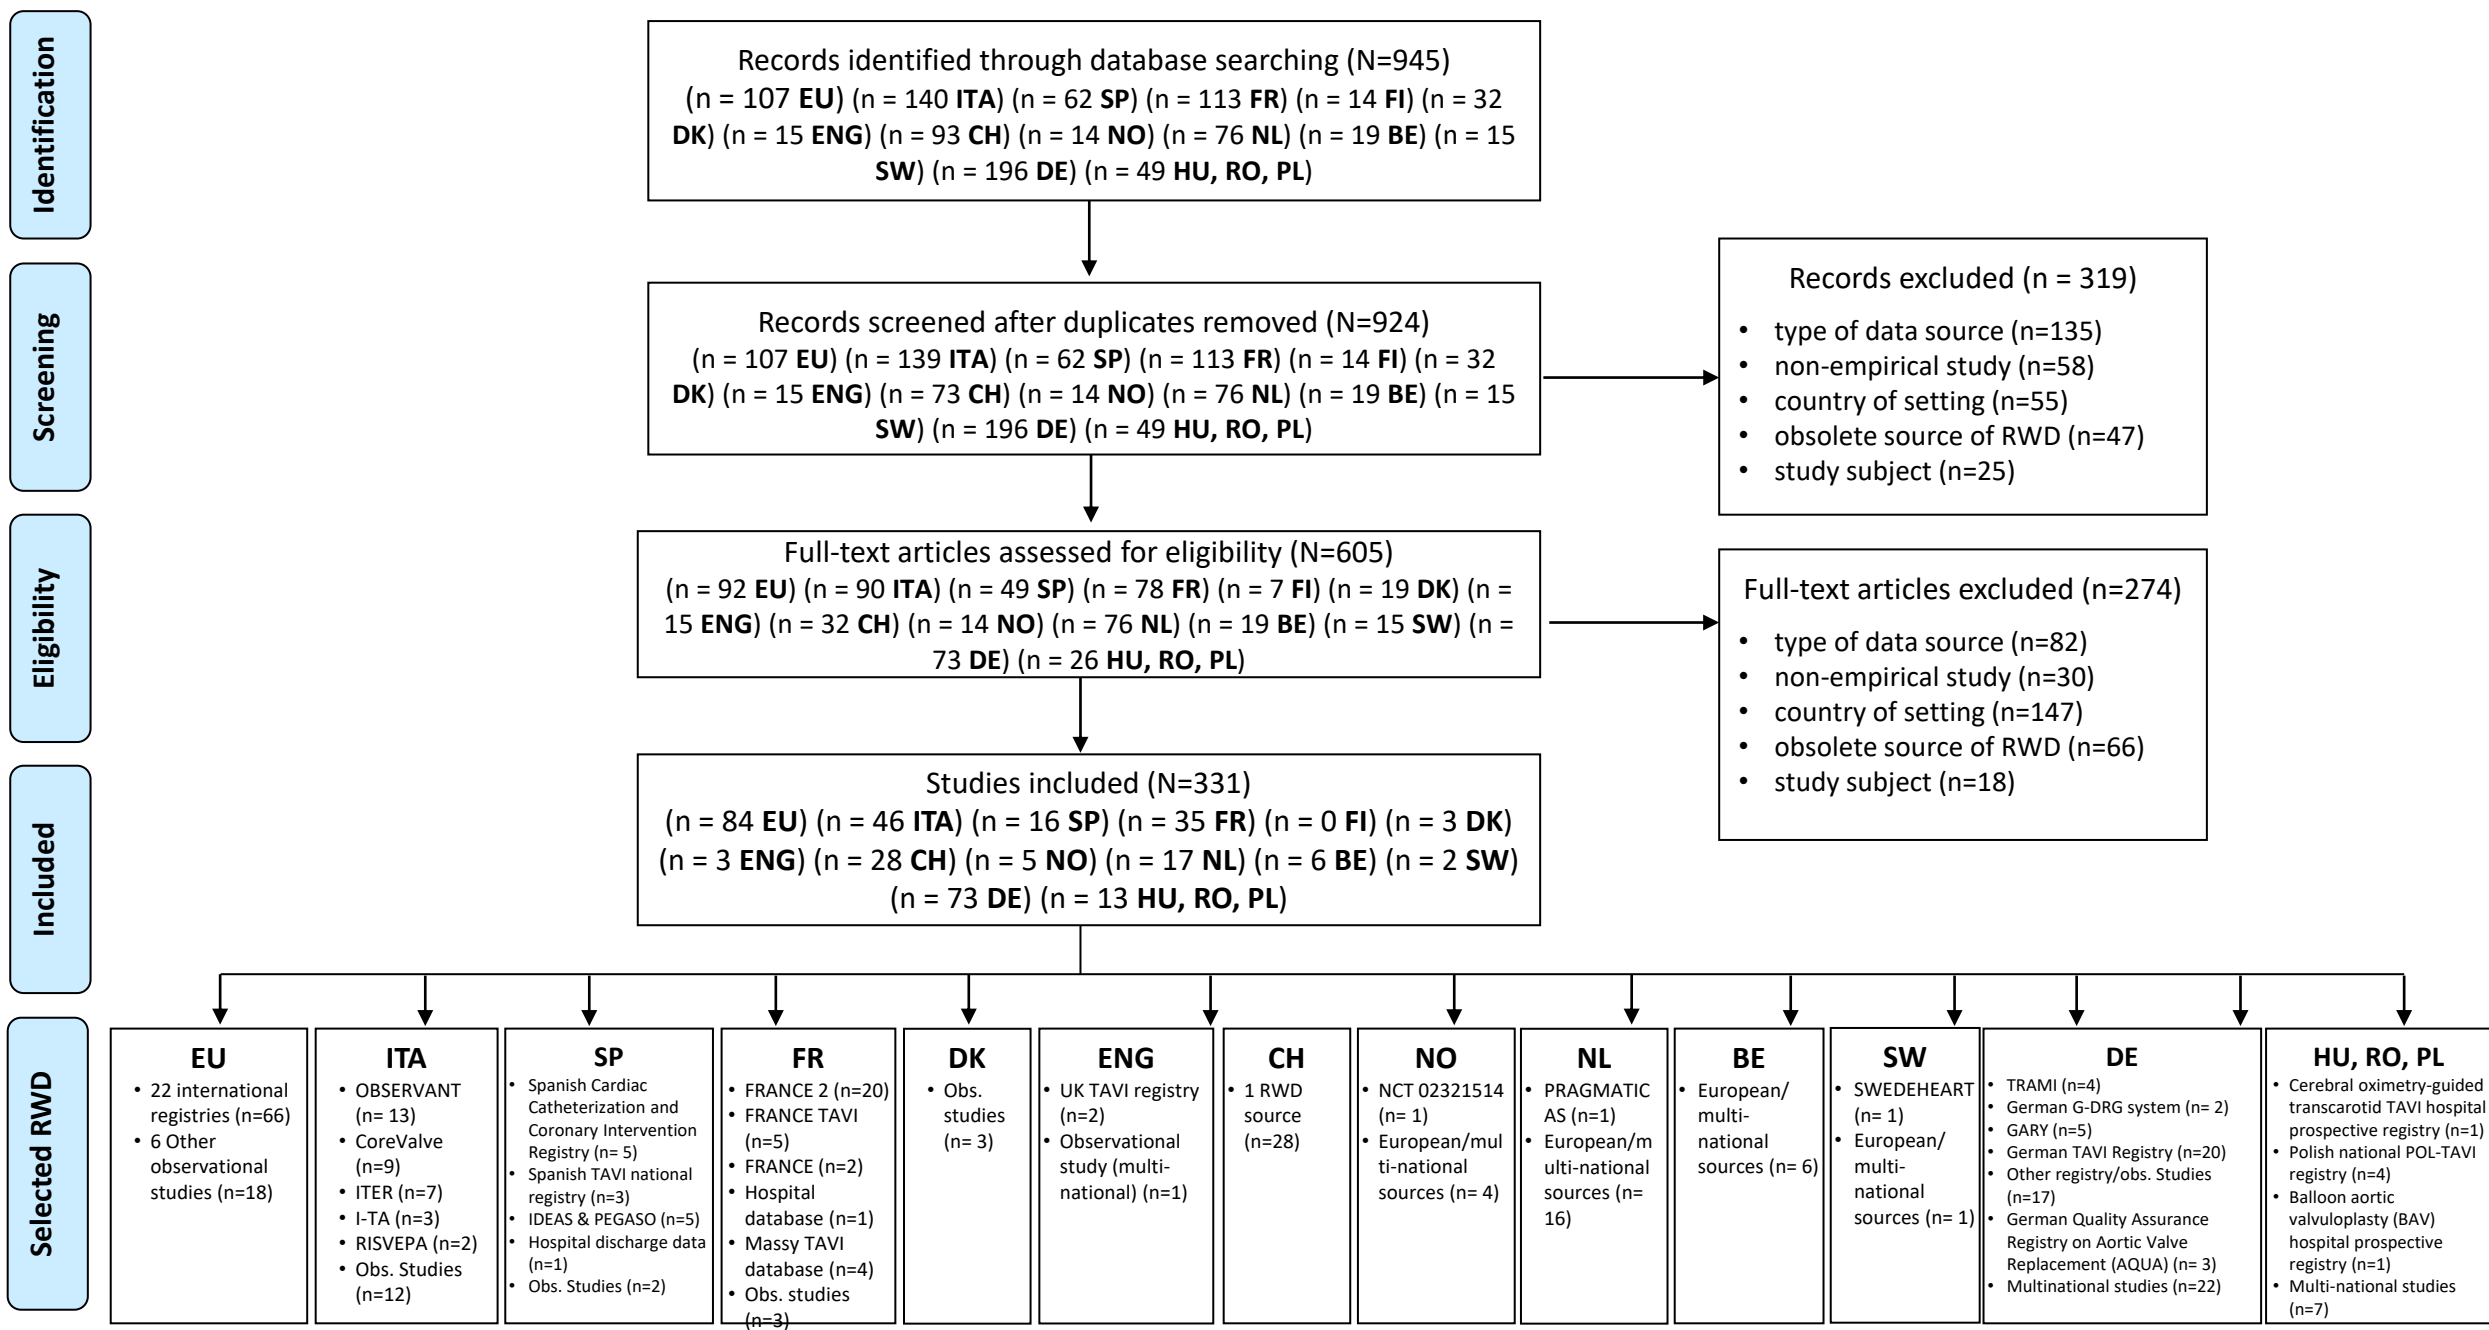 Identification
Records identified through database searching (N=945)
(n = 107 EU) (n = 140 ITA) (n = 62 SP) (n = 113 FR) (n = 14 FI) (n = 32
DK) (n = 15 ENG) (n = 93 CH) (n = 14 NO) (n = 76 NL) (n = 19 BE) (n = 15
SW) (n = 196 DE) (n = 49 HU, RO, PL)
Screening
Records screened after duplicates removed (N=924)
(n = 107 EU) (n = 139 ITA) (n = 62 SP) (n = 113 FR) (n = 14 FI) (n = 32
DK) (n = 15 ENG) (n = 73 CH) (n = 14 NO) (n = 76 NL) (n = 19 BE) (n = 15
SW) (n = 196 DE) (n = 49 HU, RO, PL)
Records excluded (n = 319)
• type of data source (n=135)
• non-empirical study (n=58)
• country of setting (n=55)
• obsolete source of RWD (n=47)
• study subject (n=25)
Eligibility
Full-text articles assessed for eligibility (N=605)
(n = 92 EU) (n = 90 ITA) (n = 49 SP) (n = 78 FR) (n = 7 FI) (n = 19 DK) (n =
15 ENG) (n = 32 CH) (n = 14 NO) (n = 76 NL) (n = 19 BE) (n = 15 SW) (n =
73 DE) (n = 26 HU, RO, PL)
Full-text articles excluded (n=274)
• type of data source (n=82)
• non-empirical study (n=30)
• country of setting (n=147)
• obsolete source of RWD (n=66)
• study subject (n=18)
Included
Studies included (N=331)
(n = 84 EU) (n = 46 ITA) (n = 16 SP) (n = 35 FR) (n = 0 FI) (n = 3 DK)
(n = 3 ENG) (n = 28 CH) (n = 5 NO) (n = 17 NL) (n = 6 BE) (n = 2 SW)
(n = 73 DE) (n = 13 HU, RO, PL)
Selected RWD
EU
• 22 international
registries (n=66)
• 6 Other
observational
studies (n=18)
ITA
• OBSERVANT
(n= 13)
• CoreValve
(n=9)
• ITER (n=7)
• I-TA (n=3)
• RISVEPA (n=2)
• Obs. Studies
(n=12)
SP
• Spanish Cardiac
Catheterization and
Coronary Intervention
Registry (n= 5)
• Spanish TAVI national
registry (n=3)
• IDEAS & PEGASO (n=5)
• Hospital discharge data
(n=1)
• Obs. Studies (n=2)
FR
• FRANCE 2 (n=20)
• FRANCE TAVI
(n=5)
• FRANCE (n=2)
• Hospital
database (n=1)
• Massy TAVI
database (n=4)
• Obs. studies
(n=3)
DK
• Obs.
studies
(n= 3)
ENG
• UK TAVI registry
(n=2)
• Observational
study (multi-
national) (n=1)
CH
• 1 RWD
source
(n=28)
NO
• NCT 02321514
(n= 1)
• European/mul
ti-national
sources (n= 4)
NL
• PRAGMATIC
AS (n=1)
• European/m
ulti-national
sources (n=
16)
BE
• European/
multi-
national
sources (n= 6)
SW
• SWEDEHEART
(n= 1)
• European/
multi-
national
sources (n= 1)
DE
• TRAMI (n=4)
• German G-DRG system (n= 2)
• GARY (n=5)
• German TAVI Registry (n=20)
• Other registry/obs. Studies
(n=17)
• German Quality Assurance
Registry on Aortic Valve
Replacement (AQUA) (n= 3)
• Multinational studies (n=22)
HU, RO, PL
• Cerebral oximetry-guided
transcarotid TAVI hospital
prospective registry (n=1)
• Polish national POL-TAVI
registry (n=4)
• Balloon aortic
valvuloplasty (BAV)
hospital prospective
registry (n=1)
• Multi-national studies
(n=7)